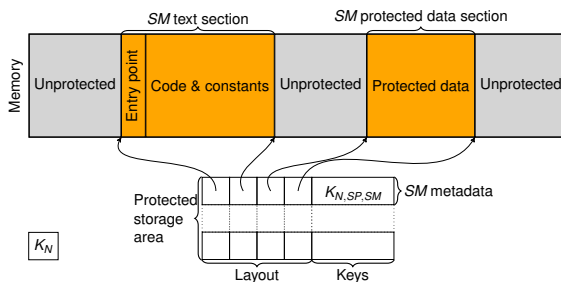 SM text section
SM protected data section
Memory
Unprotected
Entry point
Code & constants
Unprotected
Protected data
Unprotected
K_{N,SP,SM}
SM metadata
Protected
storage
area
K_N
Layout
Keys